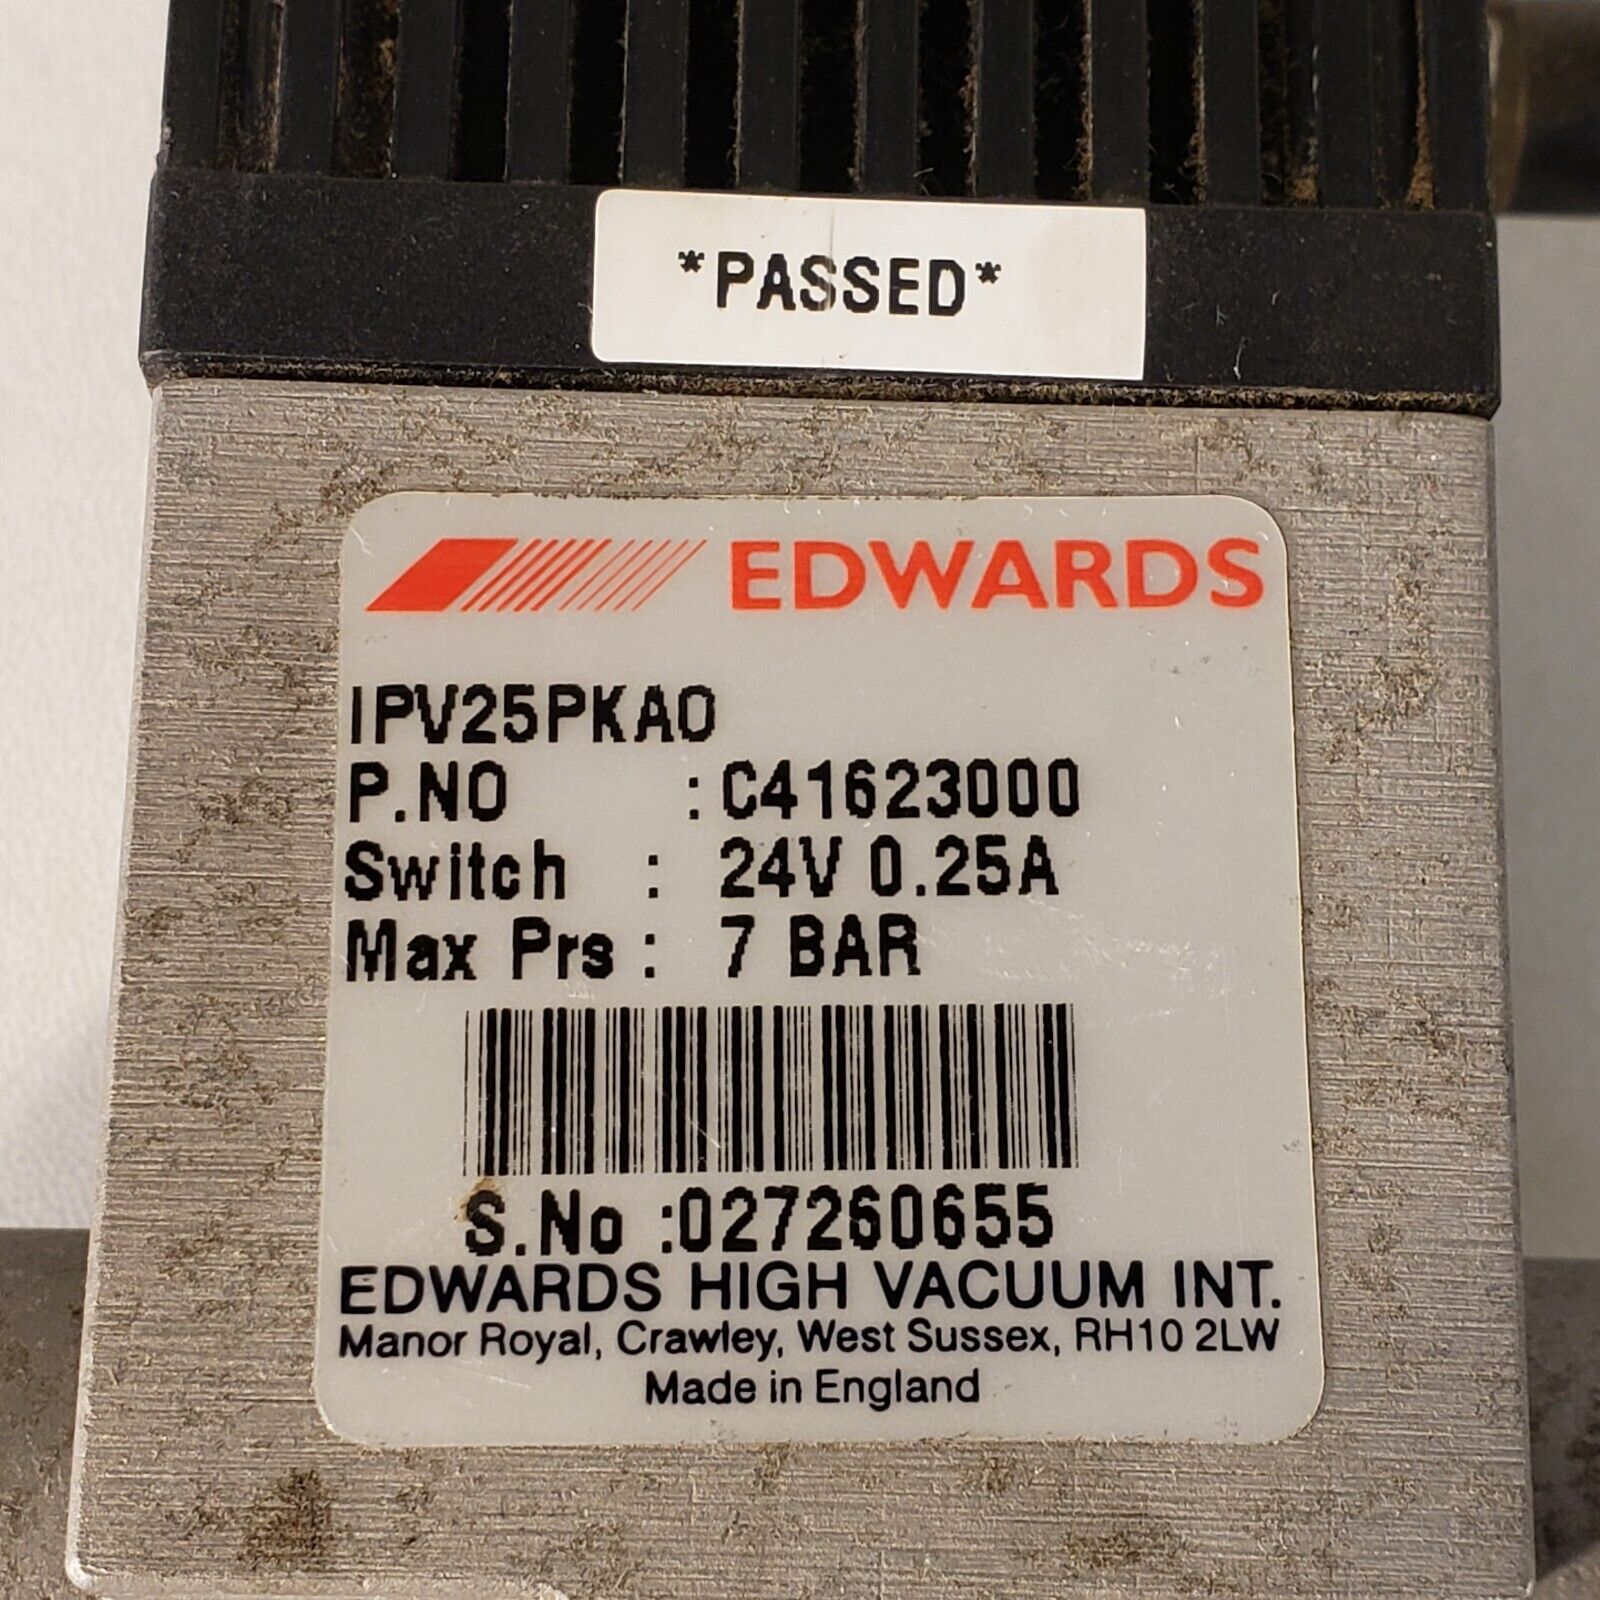 *PASSED*
EDWARDS
IPV25PKAO
P.NO : C41623000
Switch : 24V 0.25A
Max Prs : 7 BAR
S.No :027260655
EDWARDS HIGH VACUUM INT.
Manor Royal, Crawley, West Sussex, RH10 2LW
Made in England